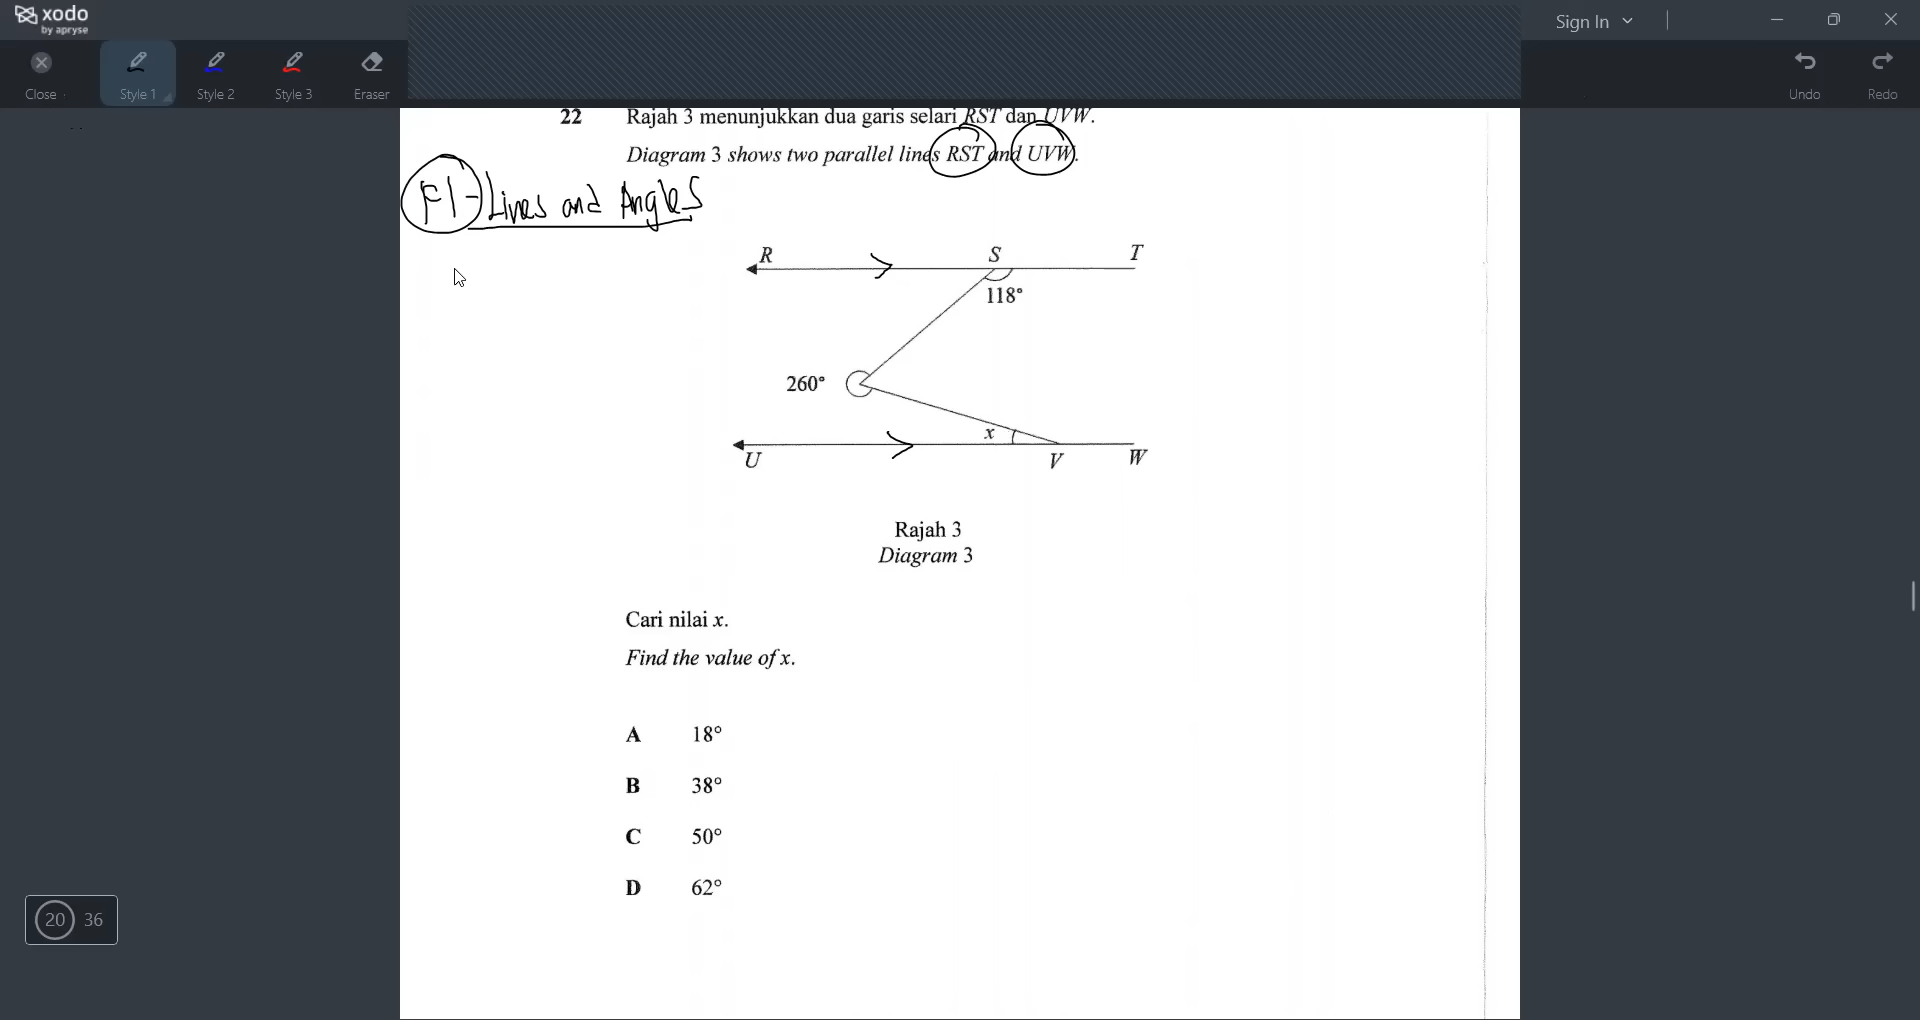 xodo
by apryse
Sign In
Close
Style 1
Style 2
Style 3
Eraser
Undo
Redo
22 Rajah 3 menunjukkan dua garis selari RST dan UVW.
Diagram 3 shows two parallel lines RST and UVW.
F1 - Lines and Angles
R S T
118°
260°
x
U V W
Rajah 3
Diagram 3
Cari nilai x.
Find the value of x.
A 18°
B 38°
C 50°
D 62°
20 36